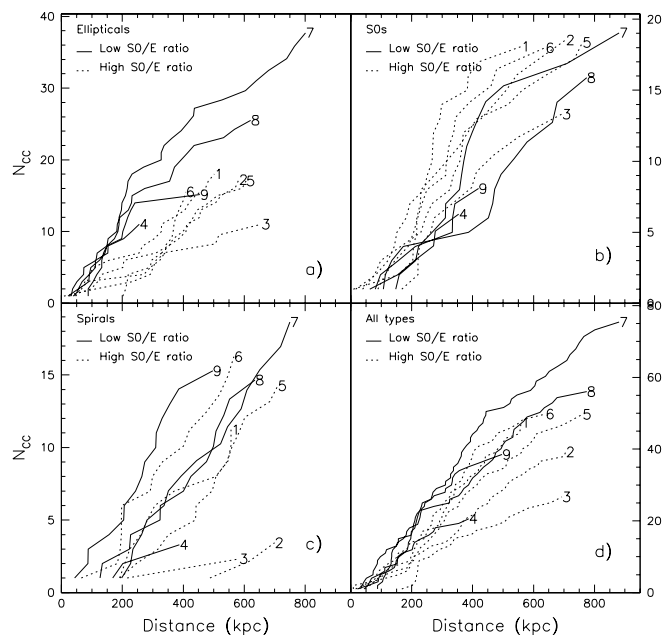 Ellipticals
Low S0/E ratio
High S0/E ratio
7
8
1
6
9
2
5
4
3
a)
40
30
20
10
0
N_CC
S0s
Low S0/E ratio
High S0/E ratio
1
6
2
5
7
8
3
9
4
b)
20
15
10
5
0
Spirals
Low S0/E ratio
High S0/E ratio
7
6
9
8
5
1
4
3
2
c)
15
10
5
0
N_CC
0 200 400 600 800
Distance (kpc)
All types
Low S0/E ratio
High S0/E ratio
7
8
1
6
5
9
2
3
4
d)
80
60
40
20
0
0 200 400 600 800
Distance (kpc)